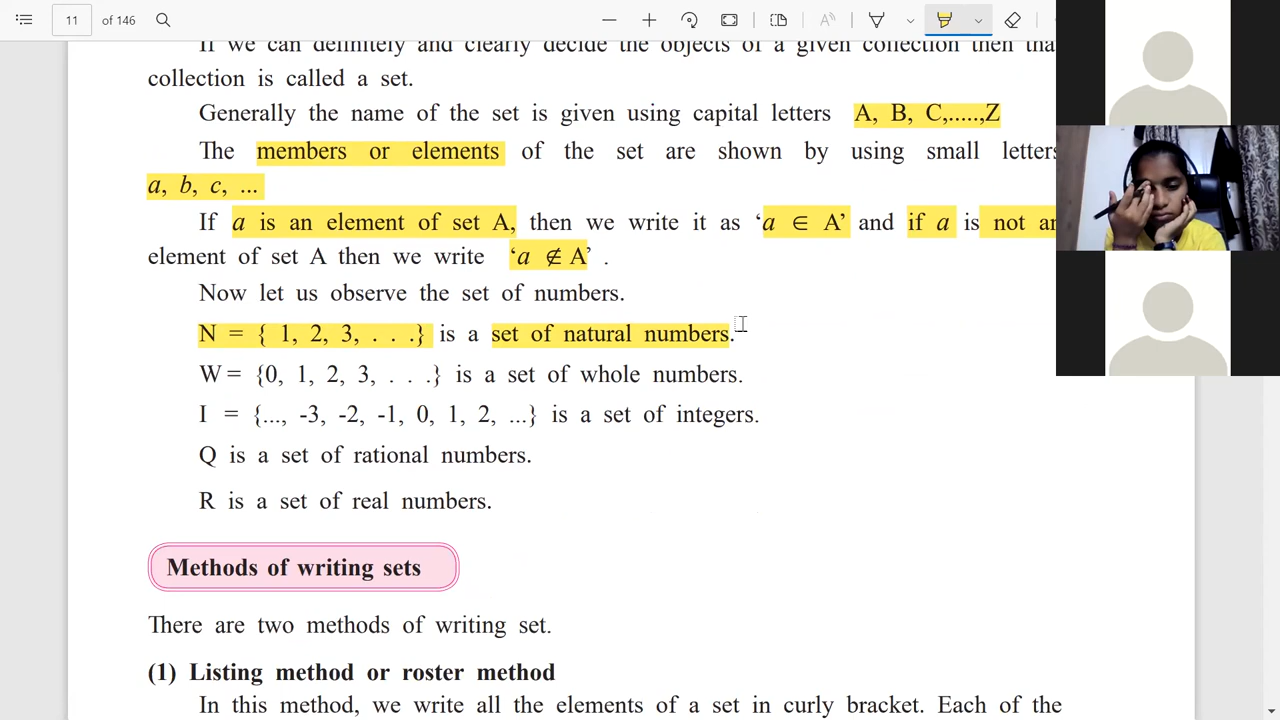 11 of 146
If we can definitely and clearly decide the objects of a given collection then
collection is called a set.
Generally the name of the set is given using capital letters A, B, C,.....,Z
The members or elements of the set are shown by using small letters
a, b, c, ...
If a is an element of set A, then we write it as ‘a ∈ A’ and if a is not
element of set A then we write ‘a ∉ A’ .
Now let us observe the set of numbers.
N = { 1, 2, 3, . . .} is a set of natural numbers.
W = {0, 1, 2, 3, . . .} is a set of whole numbers.
I = {..., -3, -2, -1, 0, 1, 2, ...} is a set of integers.
Q is a set of rational numbers.
R is a set of real numbers.
Methods of writing sets
There are two methods of writing set.
(1) Listing method or roster method
In this method, we write all the elements of a set in curly bracket. Each of the